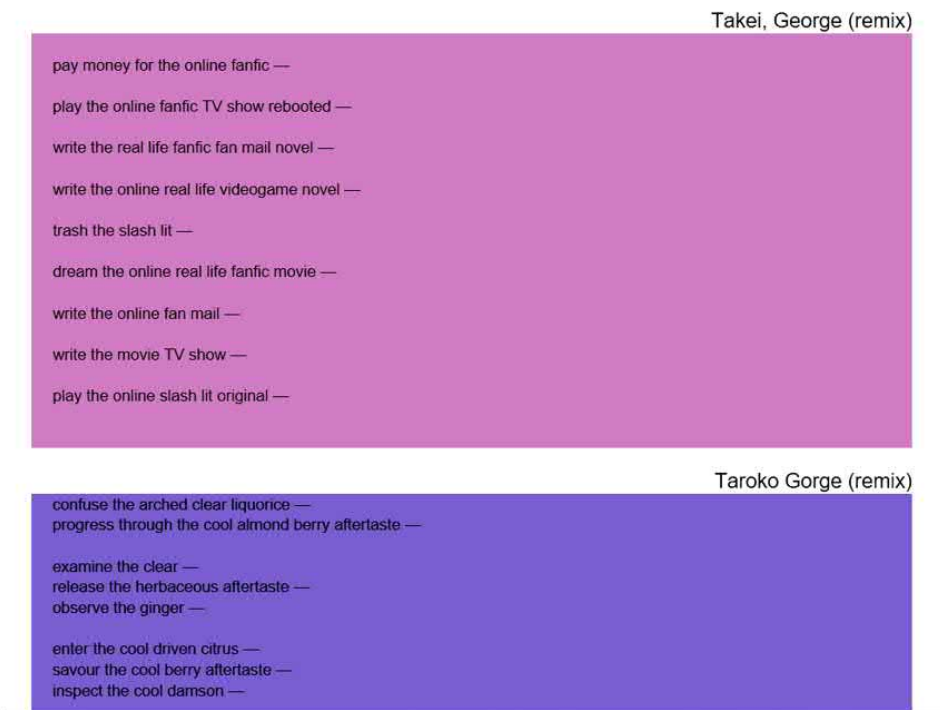 Takei, George (remix)
pay money for the online fanfic —
play the online fanfic TV show rebooted —
write the real life fanfic fan mail novel —
write the online real life videogame novel —
trash the slash lit —
dream the online real life fanfic movie —
write the online fan mail —
write the movie TV show —
play the online slash lit original —
Taroko Gorge (remix)
confuse the arched clear liquorice —
progress through the cool almond berry aftertaste —
examine the clear —
release the herbaceous aftertaste —
observe the ginger —
enter the cool driven citrus —
savour the cool berry aftertaste —
inspect the cool damson —